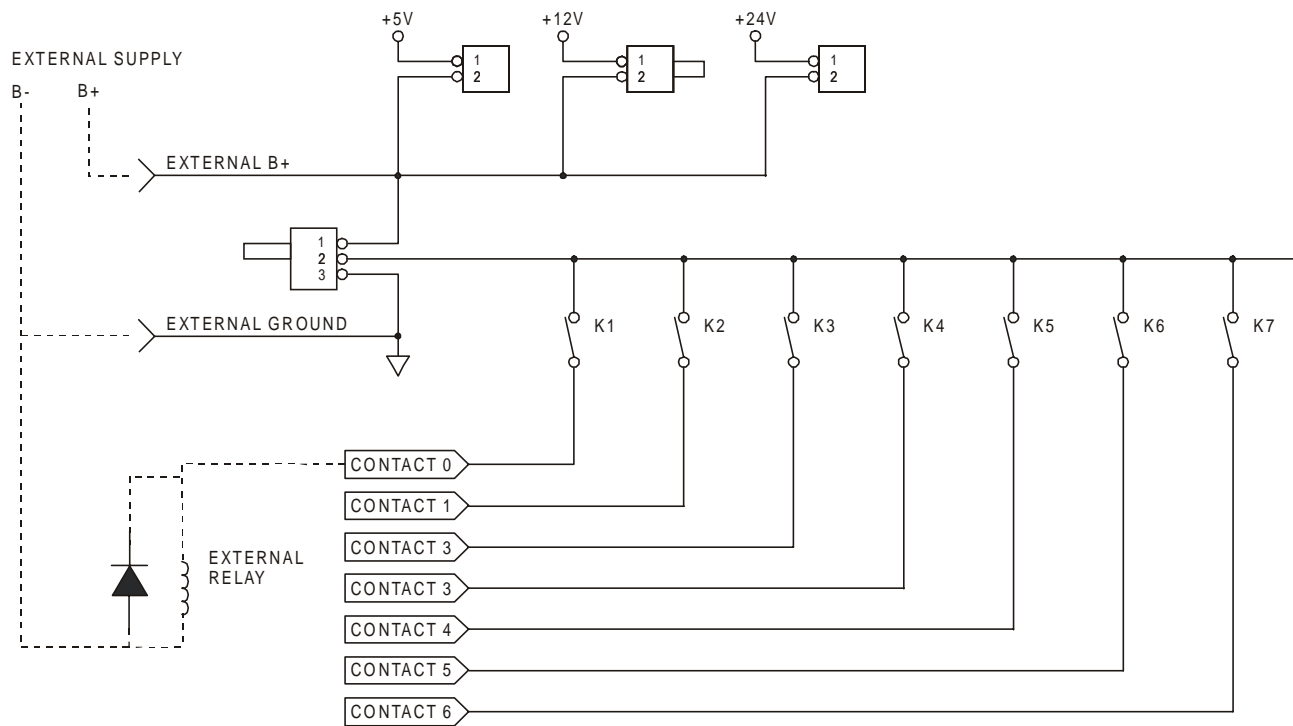 +5V
+12V
+24V
1
2
1
2
1
2
EXTERNAL SUPPLY
B-
B+
EXTERNAL B+
1
2
3
EXTERNAL GROUND
K1
K2
K3
K4
K5
K6
K7
CONTACT 0
CONTACT 1
CONTACT 3
CONTACT 3
CONTACT 4
CONTACT 5
CONTACT 6
EXTERNAL
RELAY